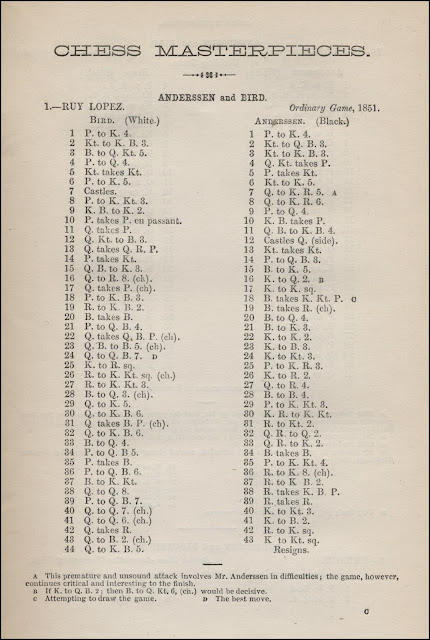 CHESS MASTERPIECES.
ANDERSSEN and BIRD.
1.—RUY LOPEZ. Ordinary Game, 1851.
BIRD. (White.) ANDERSSEN. (Black.)
1 P. to K. 4. 1 P. to K. 4.
2 Kt. to K. B. 3. 2 Kt. to Q. B. 3.
3 B. to Q. Kt. 5. 3 Kt. to K. B. 3.
4 P. to Q. 4. 4 Q. Kt. takes P.
5 Kt. takes Kt. 5 P. takes Kt.
6 P. to K. 5. 6 Kt. to K. 5.
7 Castles. 7 Q. to K. R. 5. A
8 P. to K. Kt. 3. 8 Q. to K. R. 6.
9 K. B. to K. 2. 9 P. to Q. 4.
10 P. takes P. en passant. 10 K. B. takes P.
11 Q. takes P. 11 Q. B. to K. B. 4.
12 Q. Kt. to B. 3. 12 Castles Q. (side).
13 Q. takes Q. R. P. 13 Kt. takes Kt.
14 P. takes Kt. 14 P. to Q. B. 3.
15 Q. B. to K. 3. 15 B. to K. 5.
16 Q. to R. 8. (ch.) 16 K. to Q. 2. B
17 Q. takes P. (ch.) 17 K. to K. sq.
18 P. to K. B. 3. 18 B. takes K. Kt. P. C
19 R. to K. B. 2. 19 B. takes R. (ch).
20 B. takes B. 20 B. to Q. 4.
21 P. to Q. B. 4. 21 B. to K. 3.
22 Q. takes Q. B. P. (ch). 22 K. to K. 2.
23 Q. B. to B. 5. (ch). 23 K. to B. 3.
24 Q. to Q. B. 7. D 24 K. to Kt. 3.
25 K. to R. sq. 25 P. to K. R. 3.
26 R. to K. Kt. sq. (ch.) 26 K. to R. 2.
27 R. to K. Kt. 3. 27 Q. to R. 4.
28 B. to Q. 3. (ch). 28 B. to B. 4.
29 Q. to K. 5. 29 P. to K. Kt. 3.
30 Q. to K. B. 6. 30 K. R. to K. Kt.
31 Q. takes B. P. (ch). 31 R. to Kt. 2.
32 Q. to K. B. 6. 32 Q. R. to Q. 2.
33 B. to Q. 4. 33 Q. R. to K. 2.
34 P. to Q. B 5. 34 B. takes B.
35 P. takes B. 35 P. to K. Kt. 4.
36 P. to Q. B. 6. 36 R. to K. 8. (ch).
37 B. to K. Kt. 37 R. to K B. 2.
38 Q. to Q. 8. 38 R. takes K. B. P.
39 P. to Q. B. 7. 39 R. takes R.
40 Q. to Q. 7. (ch.) 40 K. to Kt. 3.
41 Q. to Q. 6. (ch.) 41 K. to B. 2.
42 Q. takes R. 42 R. to K. sq.
43 Q. to B. 2. (ch.) 43 K to Kt. sq.
44 Q. to K. B. 5. Resigns.
A This premature and unsound attack involves Mr. Anderssen in difficulties; the game, however,
continues critical and interesting to the finish.
B If K. to Q. B. 2; then B. to Q. Kt. 6, (ch.) would be decisive.
C Attempting to draw the game. D The best move.
C